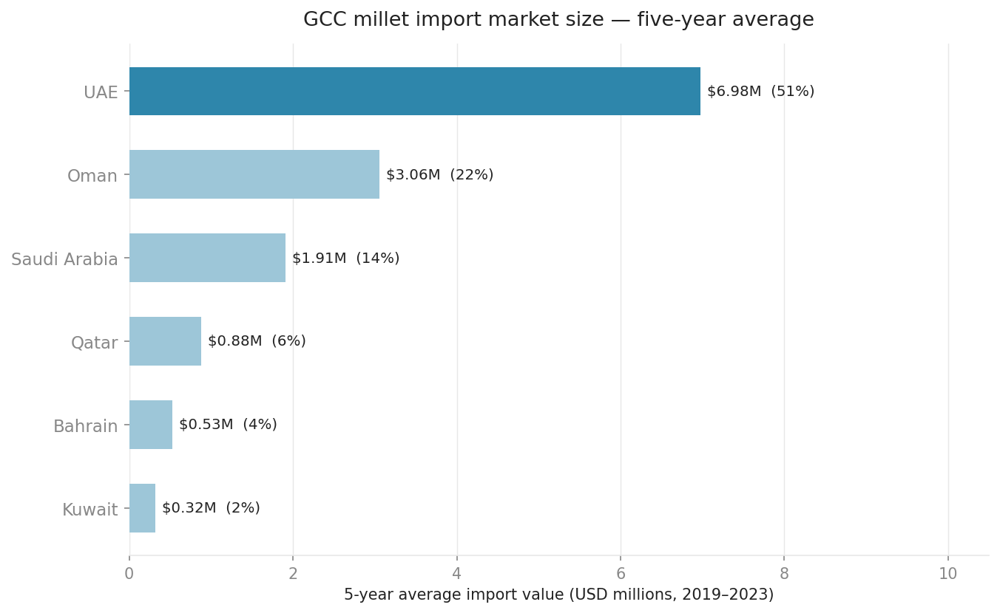 GCC millet import market size — five-year average
UAE
$6.98M (51%)
Oman
$3.06M (22%)
Saudi Arabia
$1.91M (14%)
Qatar
$0.88M (6%)
Bahrain
$0.53M (4%)
Kuwait
$0.32M (2%)
0 2 4 6 8 10
5-year average import value (USD millions, 2019–2023)